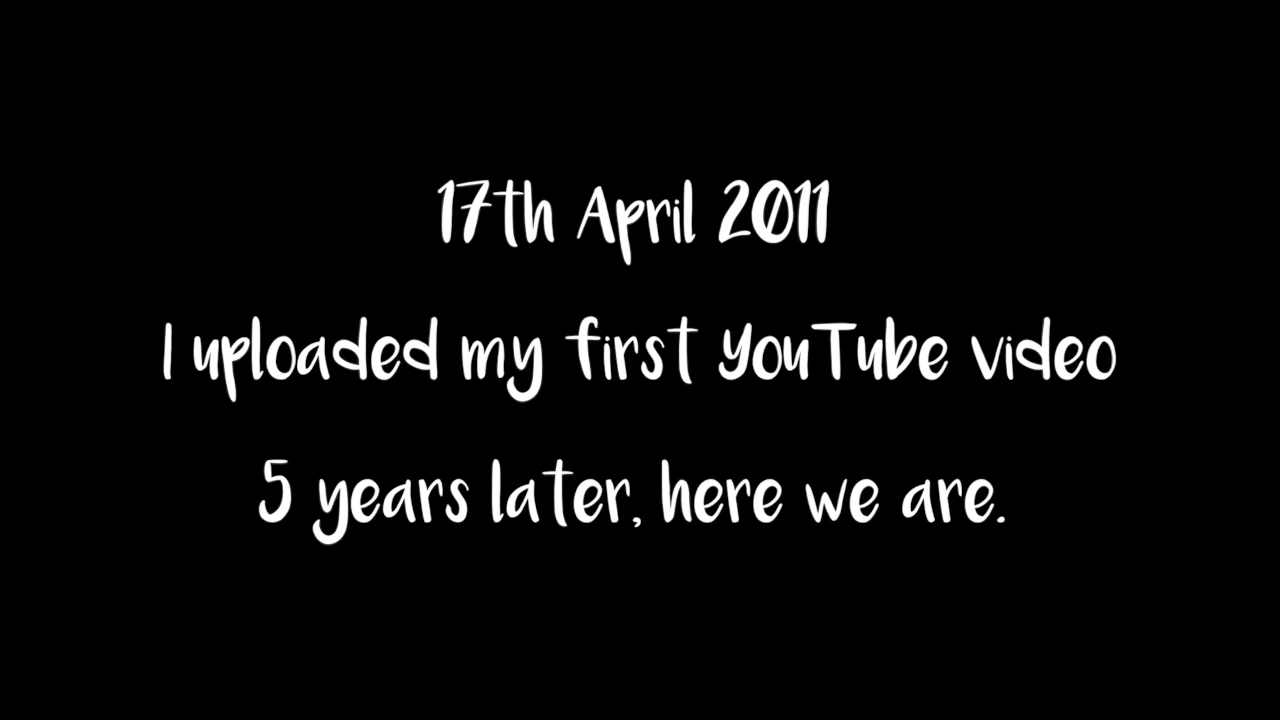 17th April 2011
I uploaded my first YouTube video
5 years later, here we are.